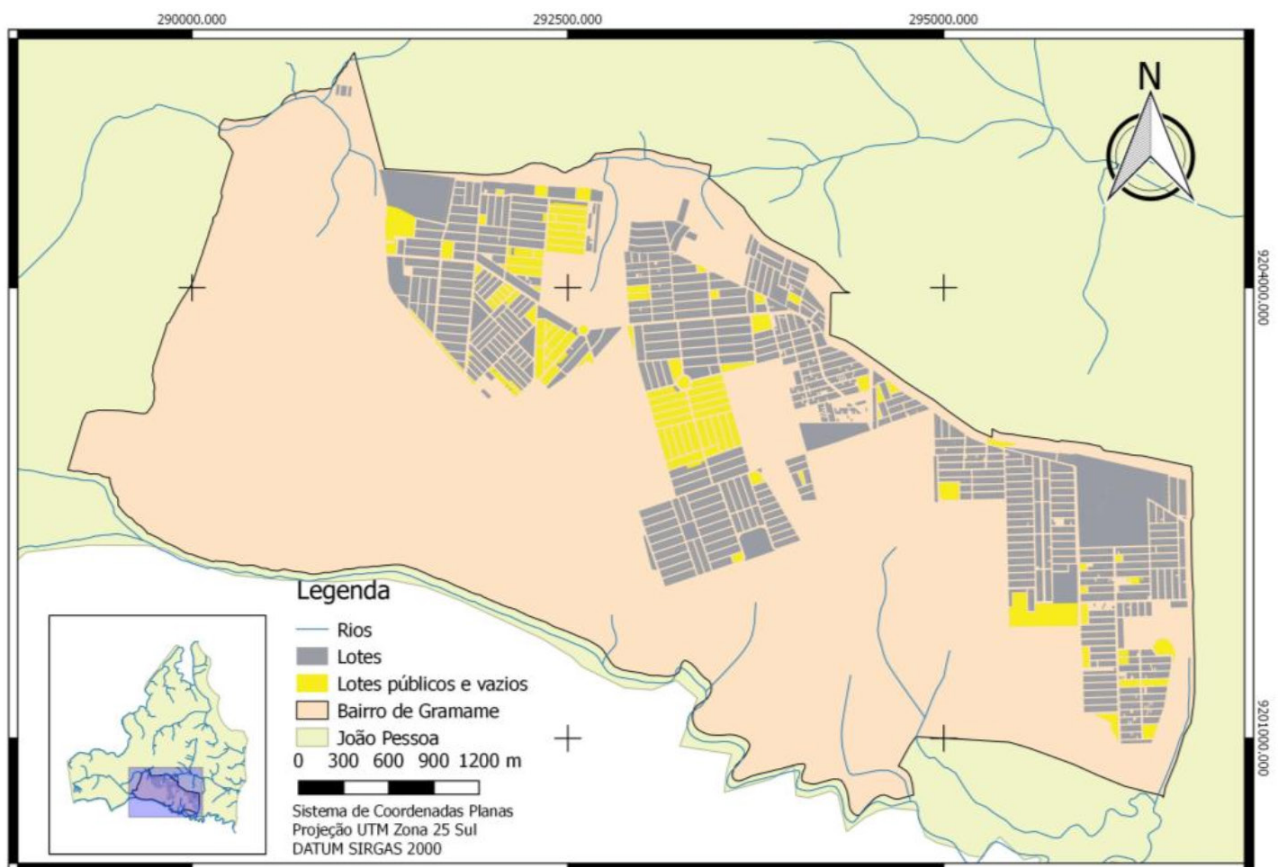 290000.000 292500.000 295000.000
N
9204000.000
Legenda
Rios
Lotes
Lotes públicos e vazios
Bairro de Gramame
João Pessoa
0 300 600 900 1200 m
Sistema de Coordenadas Planas
Projeção UTM Zona 25 Sul
DATUM SIRGAS 2000
9201000.000